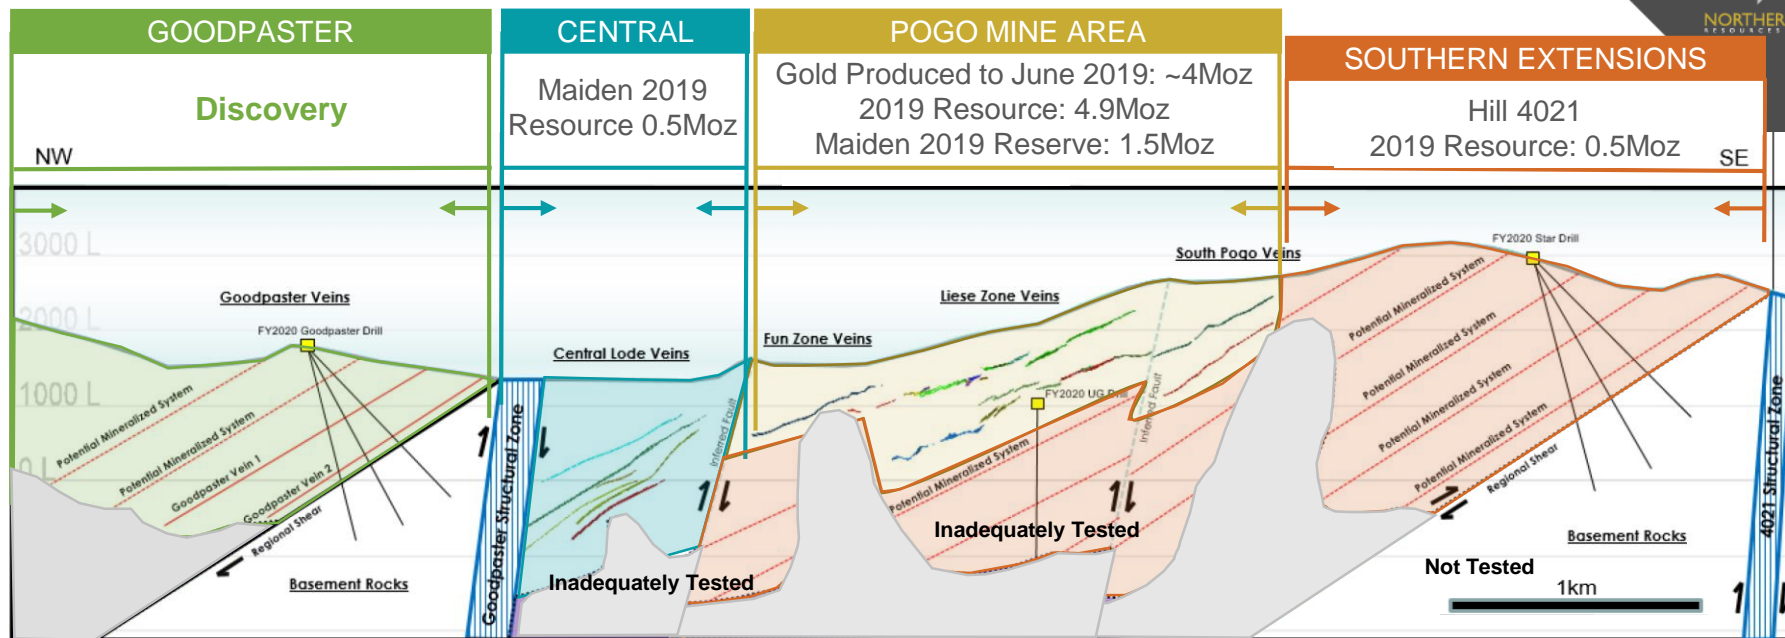 NORTHER
RESOURCES
GOODPASTER
CENTRAL
POGO MINE AREA
SOUTHERN EXTENSIONS
Discovery
Maiden 2019
Resource 0.5Moz
Gold Produced to June 2019: ~4Moz
2019 Resource: 4.9Moz
Maiden 2019 Reserve: 1.5Moz
Hill 4021
2019 Resource: 0.5Moz
NW
SE
3000 L
2000 L
1000 L
0 L
Goodpaster Veins
FY2020 Goodpaster Drill
Potential Mineralized System
Potential Mineralized System
Goodpaster Vein 1
Goodpaster Vein 2
Regional Shear
Basement Rocks
Goodpaster Structural Zone
Central Lode Veins
Inferred Fault
Inadequately Tested
Fun Zone Veins
Liese Zone Veins
South Pogo Veins
FY2020 UG Drill
Potential Mineralized System
Inferred Fault
Inadequately Tested
FY2020 Star Drill
Potential Mineralized System
Potential Mineralized System
Potential Mineralized System
Potential Mineralized System
Potential Mineralized System
Regional Shear
Basement Rocks
Not Tested
1km
4021 Structural Zone